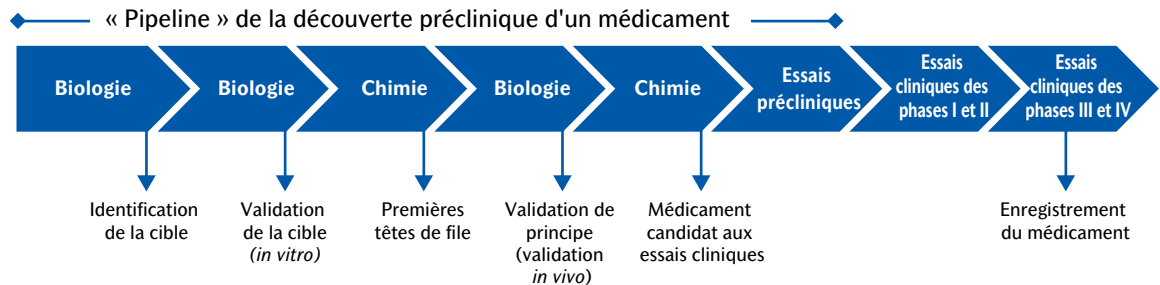 « Pipeline » de la découverte préclinique d'un médicament
Biologie
Biologie
Chimie
Biologie
Chimie
Essais
précliniques
Essais
cliniques des
phases I et II
Essais
cliniques des
phases III et IV
Identification
de la cible
Validation
de la cible
(in vitro)
Premières
têtes de file
Validation de
principe
(validation
in vivo)
Médicament
candidat aux
essais cliniques
Enregistrement
du médicament